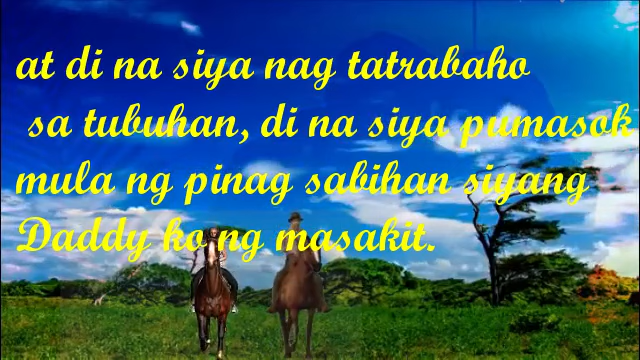 at di na siya nag tatrabaho
sa tubuhan, di na siya pumasok
mula ng pinag sabihan siyang
Daddy ko ng masakit.